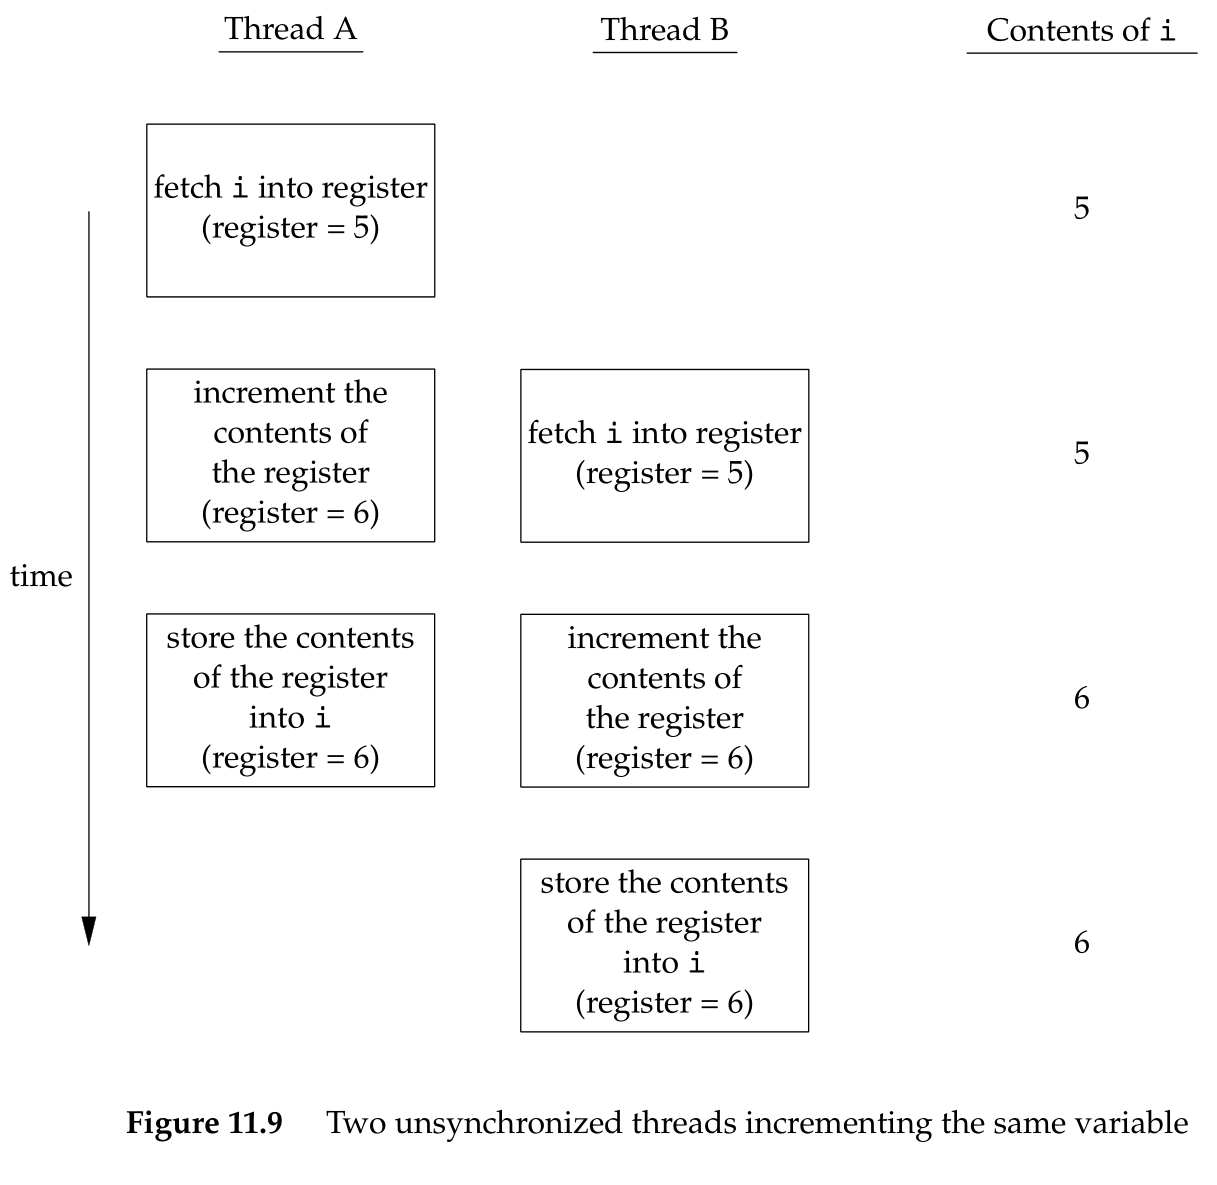 Thread A
Thread B
Contents of i
fetch i into register
(register = 5)
5
increment the
contents of
the register
(register = 6)
fetch i into register
(register = 5)
5
time
store the contents
of the register
into i
(register = 6)
increment the
contents of
the register
(register = 6)
6
store the contents
of the register
into i
(register = 6)
6
Figure 11.9 Two unsynchronized threads incrementing the same variable